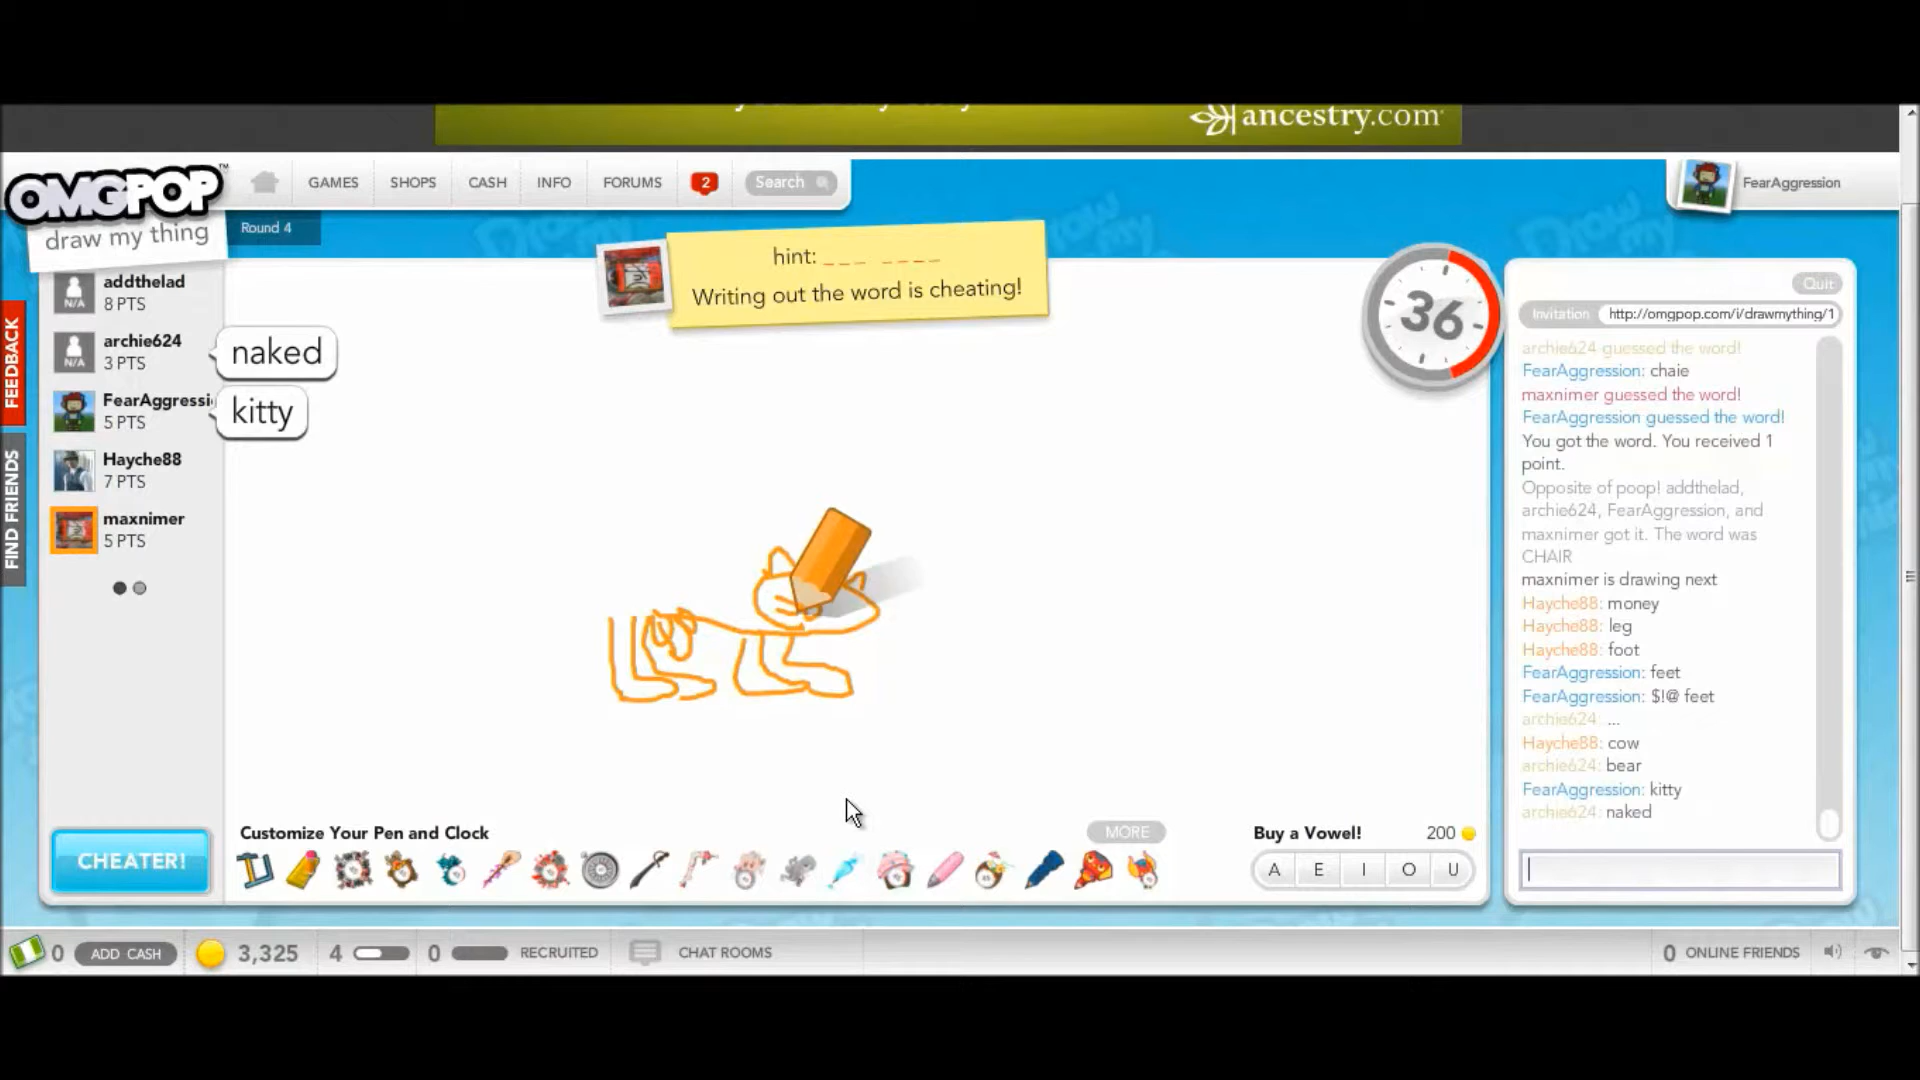 ancestry.com
OMGPOP™
draw my thing
GAMES
SHOPS
CASH
INFO
FORUMS
2
Search
FearAggression
Round 4
hint: ___ ____
Writing out the word is cheating!
36
FEEDBACK
FIND FRIENDS
N/A
addthelad
8 PTS
N/A
archie624
3 PTS
naked
FearAggressi
5 PTS
kitty
Hayche88
7 PTS
maxnimer
5 PTS
CHEATER!
Customize Your Pen and Clock
MORE
Buy a Vowel!
200
A E I O U
Quit
Invitation http://omgpop.com/i/drawmything/1
archie624 guessed the word!
FearAggression: chaie
maxnimer guessed the word!
FearAggression guessed the word!
You got the word. You received 1
point.
Opposite of poop! addthelad,
archie624, FearAggression, and
maxnimer got it. The word was
CHAIR
maxnimer is drawing next
Hayche88: money
Hayche88: leg
Hayche88: foot
FearAggression: feet
FearAggression: $!@ feet
archie624: ...
Hayche88: cow
archie624: bear
FearAggression: kitty
archie624: naked
0 ADD CASH
3,325
4
0 RECRUITED
CHAT ROOMS
0 ONLINE FRIENDS